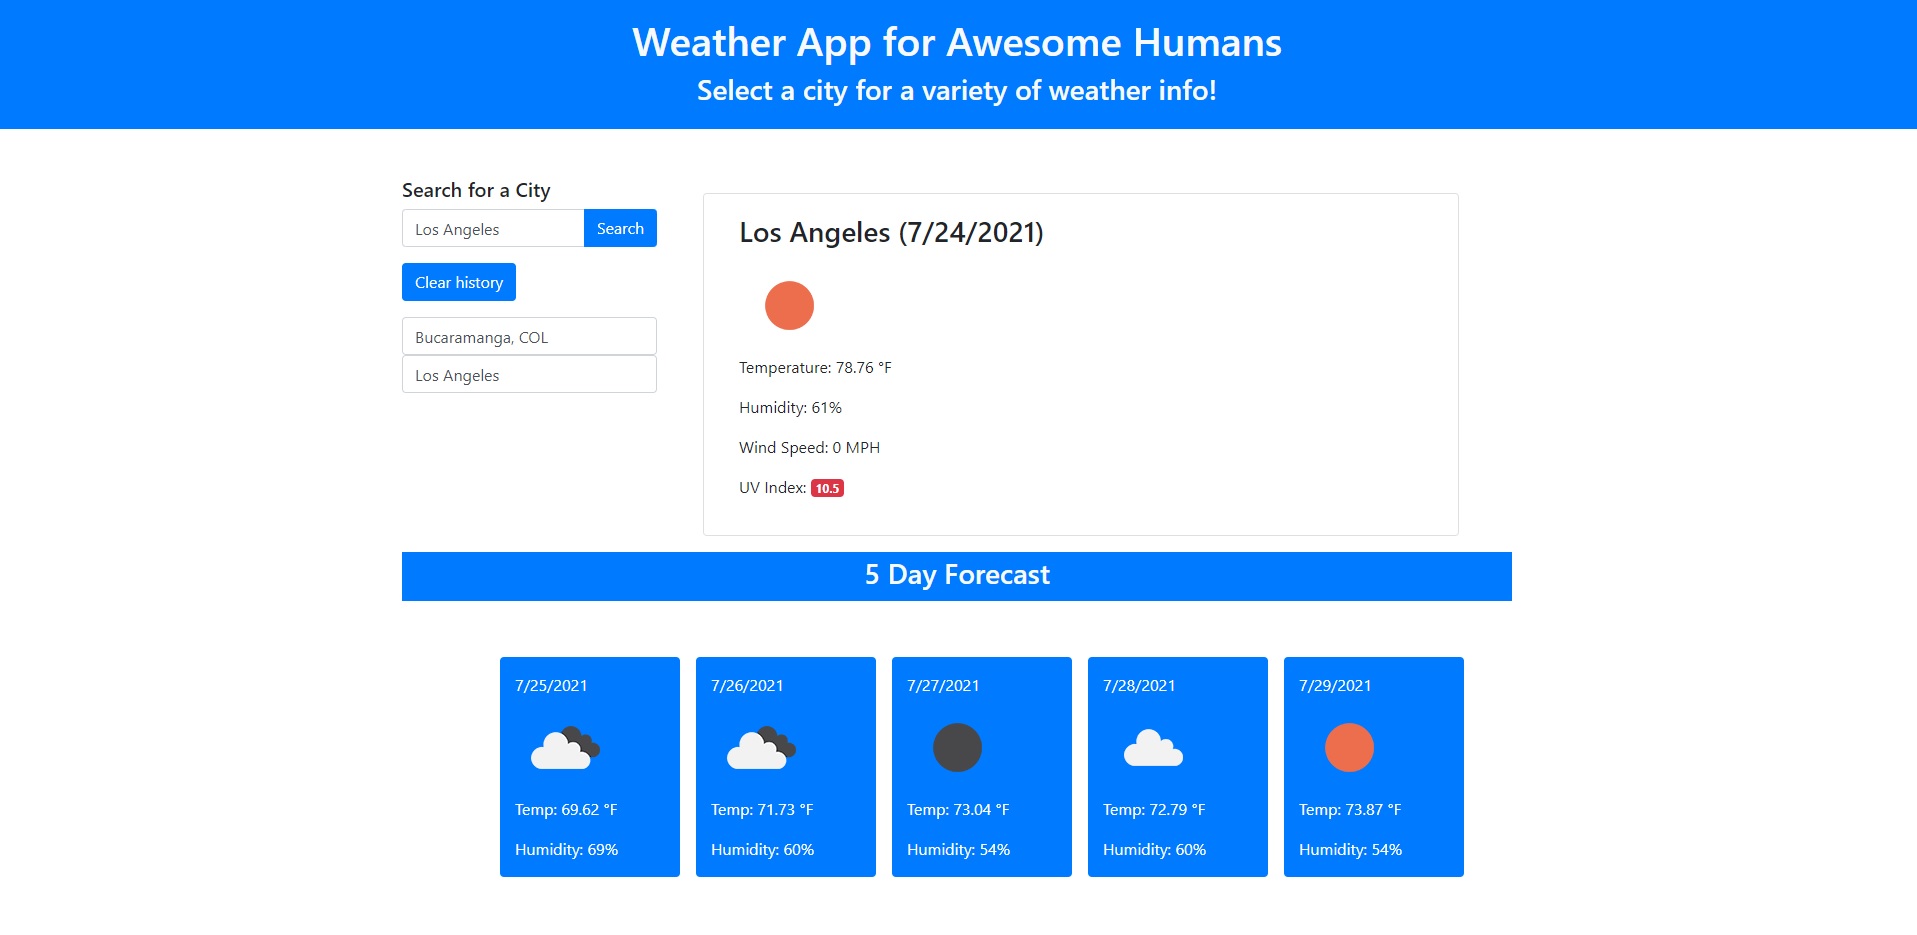 Weather App for Awesome Humans
Select a city for a variety of weather info!
Search for a City
Los Angeles
Search
Clear history
Bucaramanga, COL
Los Angeles
Los Angeles (7/24/2021)
Temperature: 78.76 °F
Humidity: 61%
Wind Speed: 0 MPH
UV Index: 10.5
5 Day Forecast
7/25/2021
Temp: 69.62 °F
Humidity: 69%
7/26/2021
Temp: 71.73 °F
Humidity: 60%
7/27/2021
Temp: 73.04 °F
Humidity: 54%
7/28/2021
Temp: 72.79 °F
Humidity: 60%
7/29/2021
Temp: 73.87 °F
Humidity: 54%